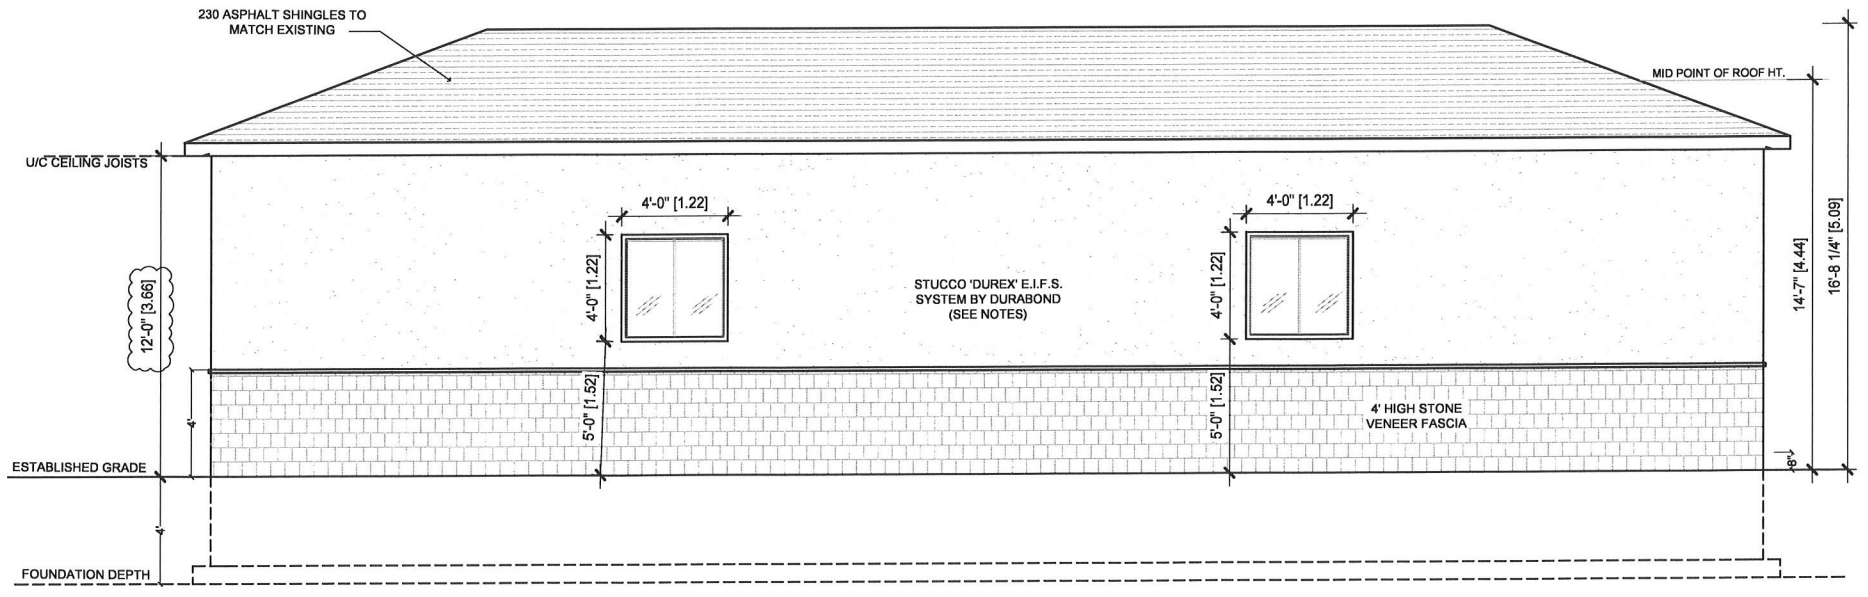 230 ASPHALT SHINGLES TO
MATCH EXISTING
MID POINT OF ROOF HT.
U/C CEILING JOISTS
4'-0" [1.22]
4'-0" [1.22]
4'-0" [1.22]
4'-0" [1.22]
12'-0" [3.66]
STUCCO 'DUREX' E.I.F.S.
SYSTEM BY DURABOND
(SEE NOTES)
14'-7" [4.44]
16'-8 1/4" [5.09]
4'
5'-0" [1.52]
5'-0" [1.52]
4' HIGH STONE
VENEER FASCIA
8"
ESTABLISHED GRADE
4'
FOUNDATION DEPTH